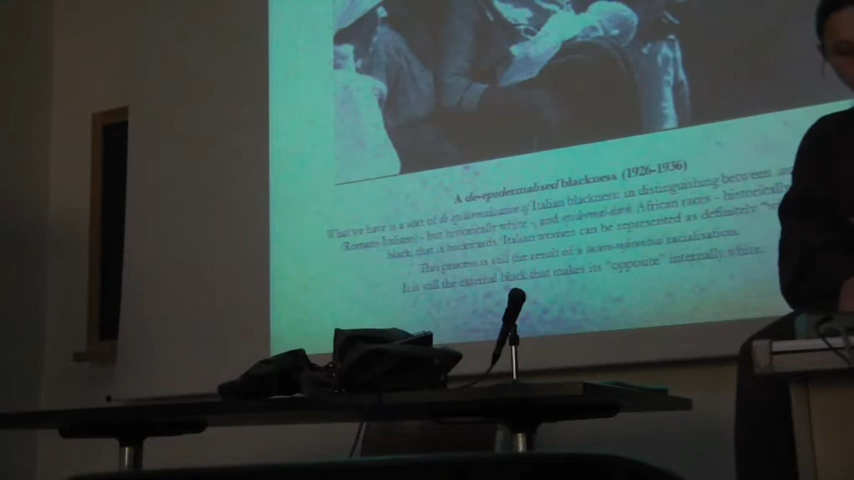 A de-epidermalised blackness (1926-1936)
What we have is a sort of de-epidermalisation of Italian blackness: in distinguishing between
(Romano-Italian) - but historically white -, and epidermal-dark African races - historically
black, that is backwards. Italian women can be represented as definitely
This process is still the result of a racialisation.
It is still the external black that makes its "opposite" internally white.